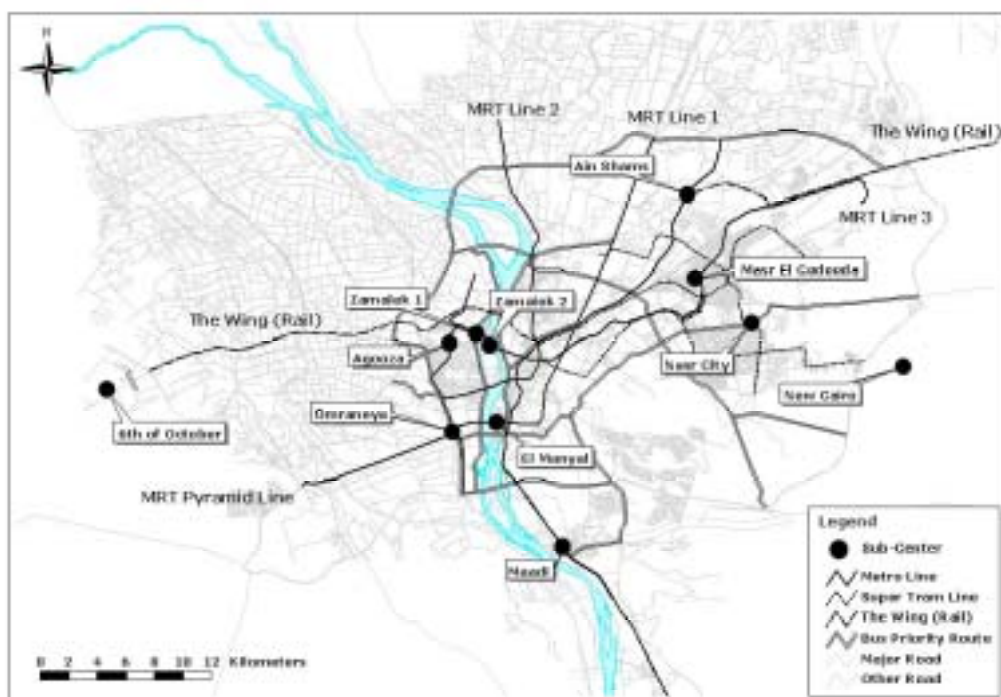 N
MRT Line 2
MRT Line 1
The Wing (Rail)
Ain Shams
MRT Line 3
Masr El Gadeeda
Zamalek 1
Zamalek 2
The Wing (Rail)
Agooza
Nasr City
New Cairo
6th of October
Omraneya
El Manyal
MRT Pyramid Line
Maadi
Legend
Sub-Center
Metro Line
Super Tram Line
The Wing (Rail)
Bus Priority Route
Major Road
Other Road
0 2 4 6 8 10 12 Kilometers